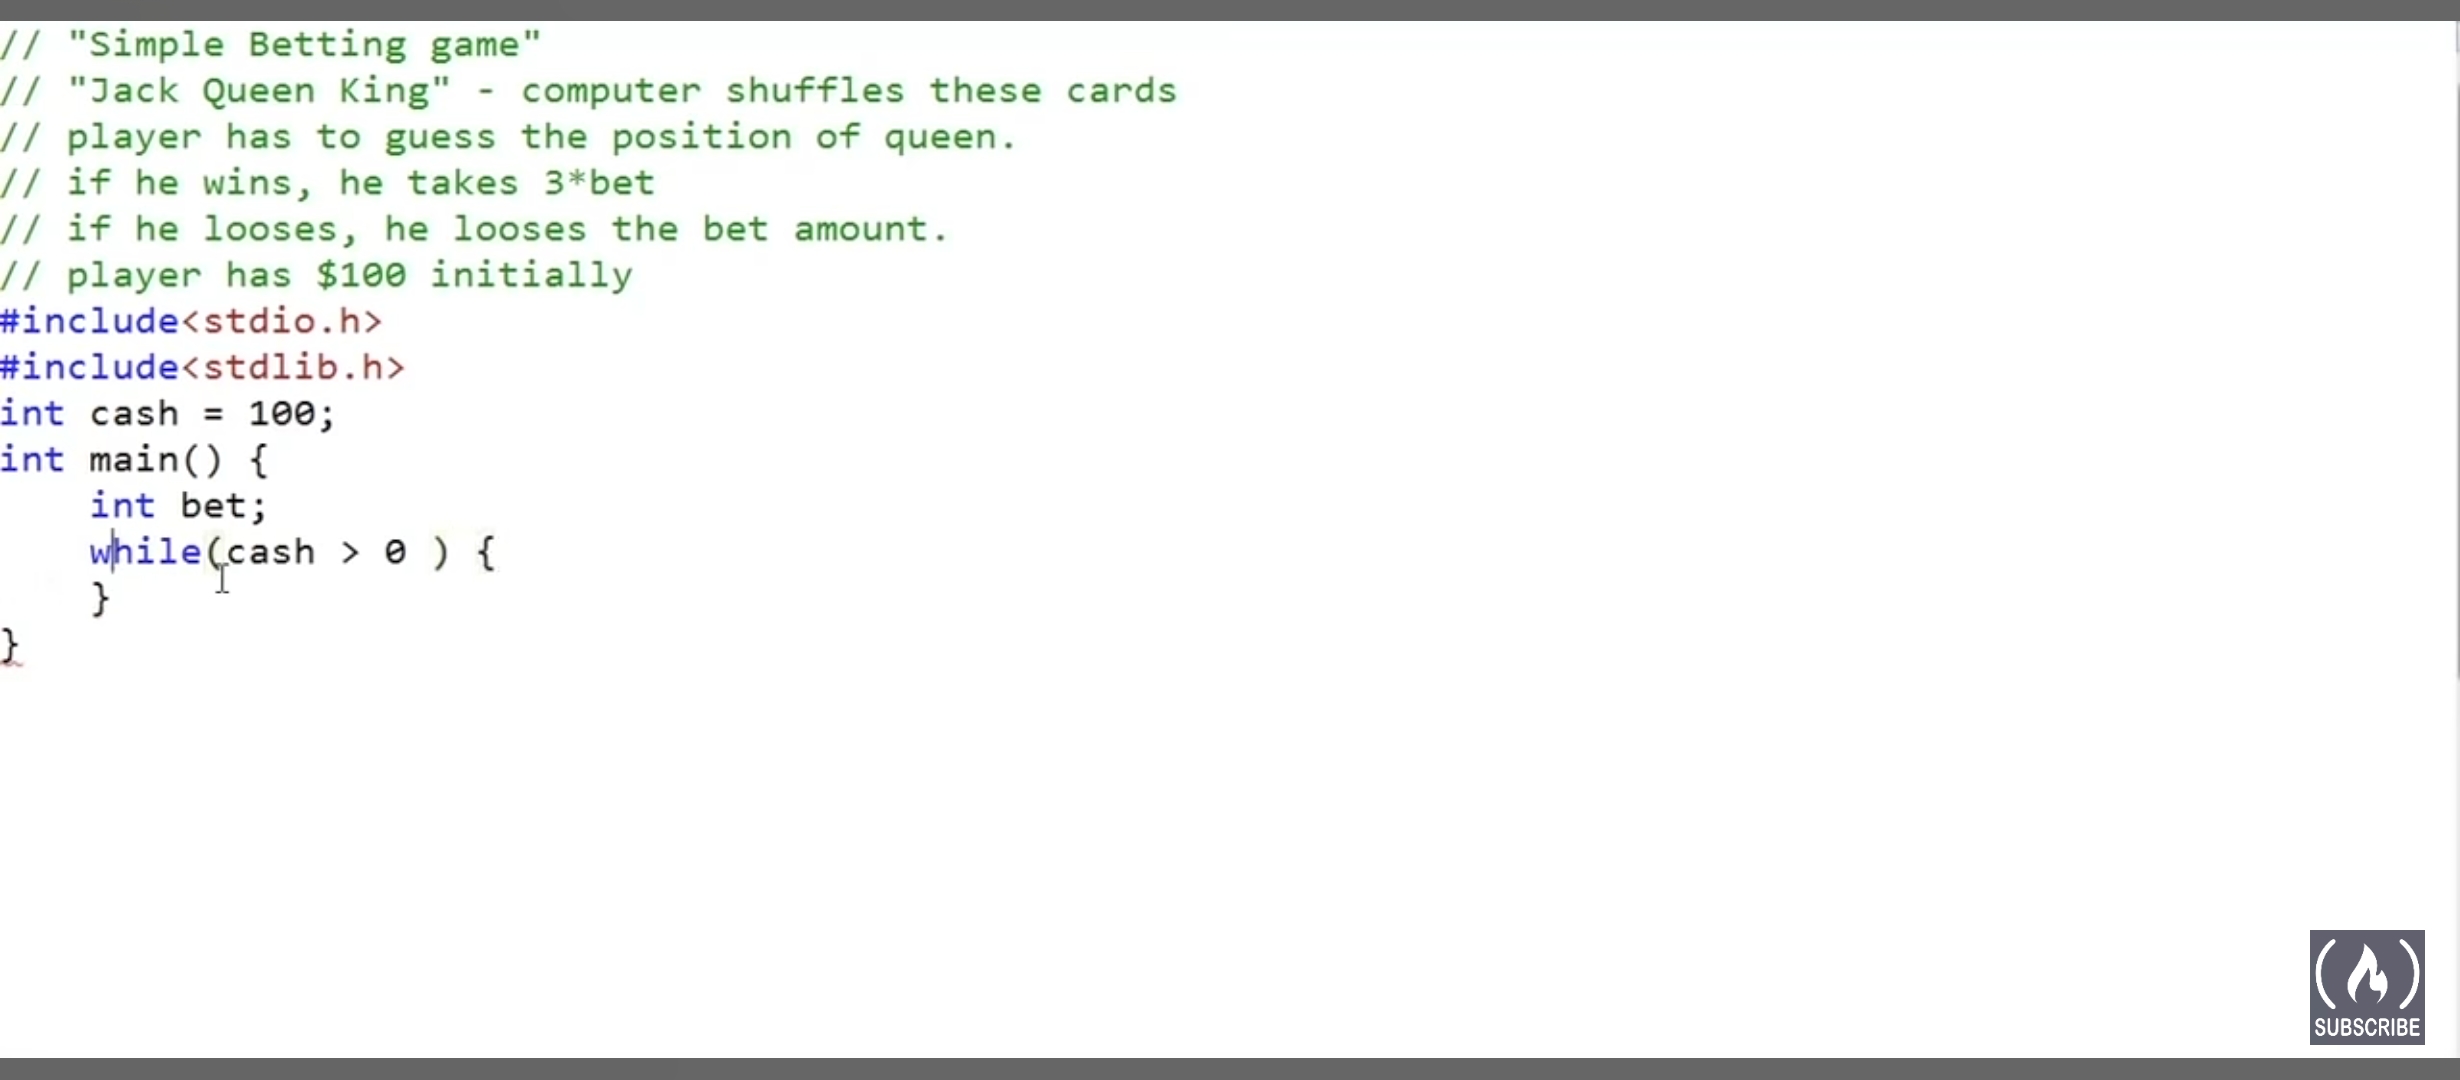 // "Simple Betting game"
// "Jack Queen King" - computer shuffles these cards
// player has to guess the position of queen.
// if he wins, he takes 3*bet
// if he looses, he looses the bet amount.
// player has $100 initially
#include<stdio.h>
#include<stdlib.h>
int cash = 100;
int main() {
int bet;
while(cash > 0 ) {
}
}
SUBSCRIBE